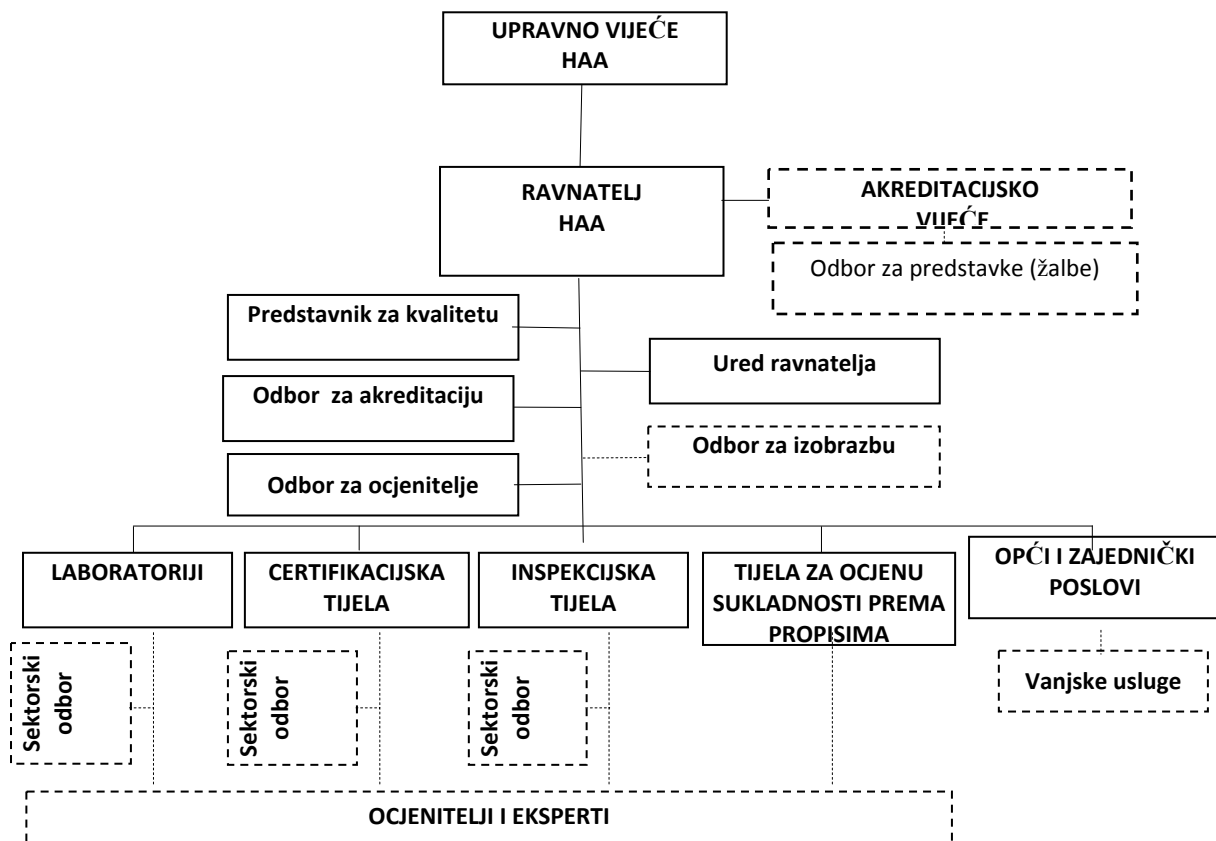 UPRAVNO VIJEĆE
HAA
RAVNATELJ
HAA
AKREDITACIJSKO
VIJEĆE
Odbor za predstavke (žalbe)
Predstavnik za kvalitetu
Ured ravnatelja
Odbor za akreditaciju
Odbor za izobrazbu
Odbor za ocjenitelje
LABORATORIJI
CERTIFIKACIJSKA
TIJELA
INSPEKCIJSKA
TIJELA
TIJELA ZA OCJENU
SUKLADNOSTI PREMA
PROPISIMA
OPĆI I ZAJEDNIČKI
POSLOVI
Sektorski
odbor
Sektorski
odbor
Sektorski
odbor
Vanjske usluge
OCJENITELJI I EKSPERTI